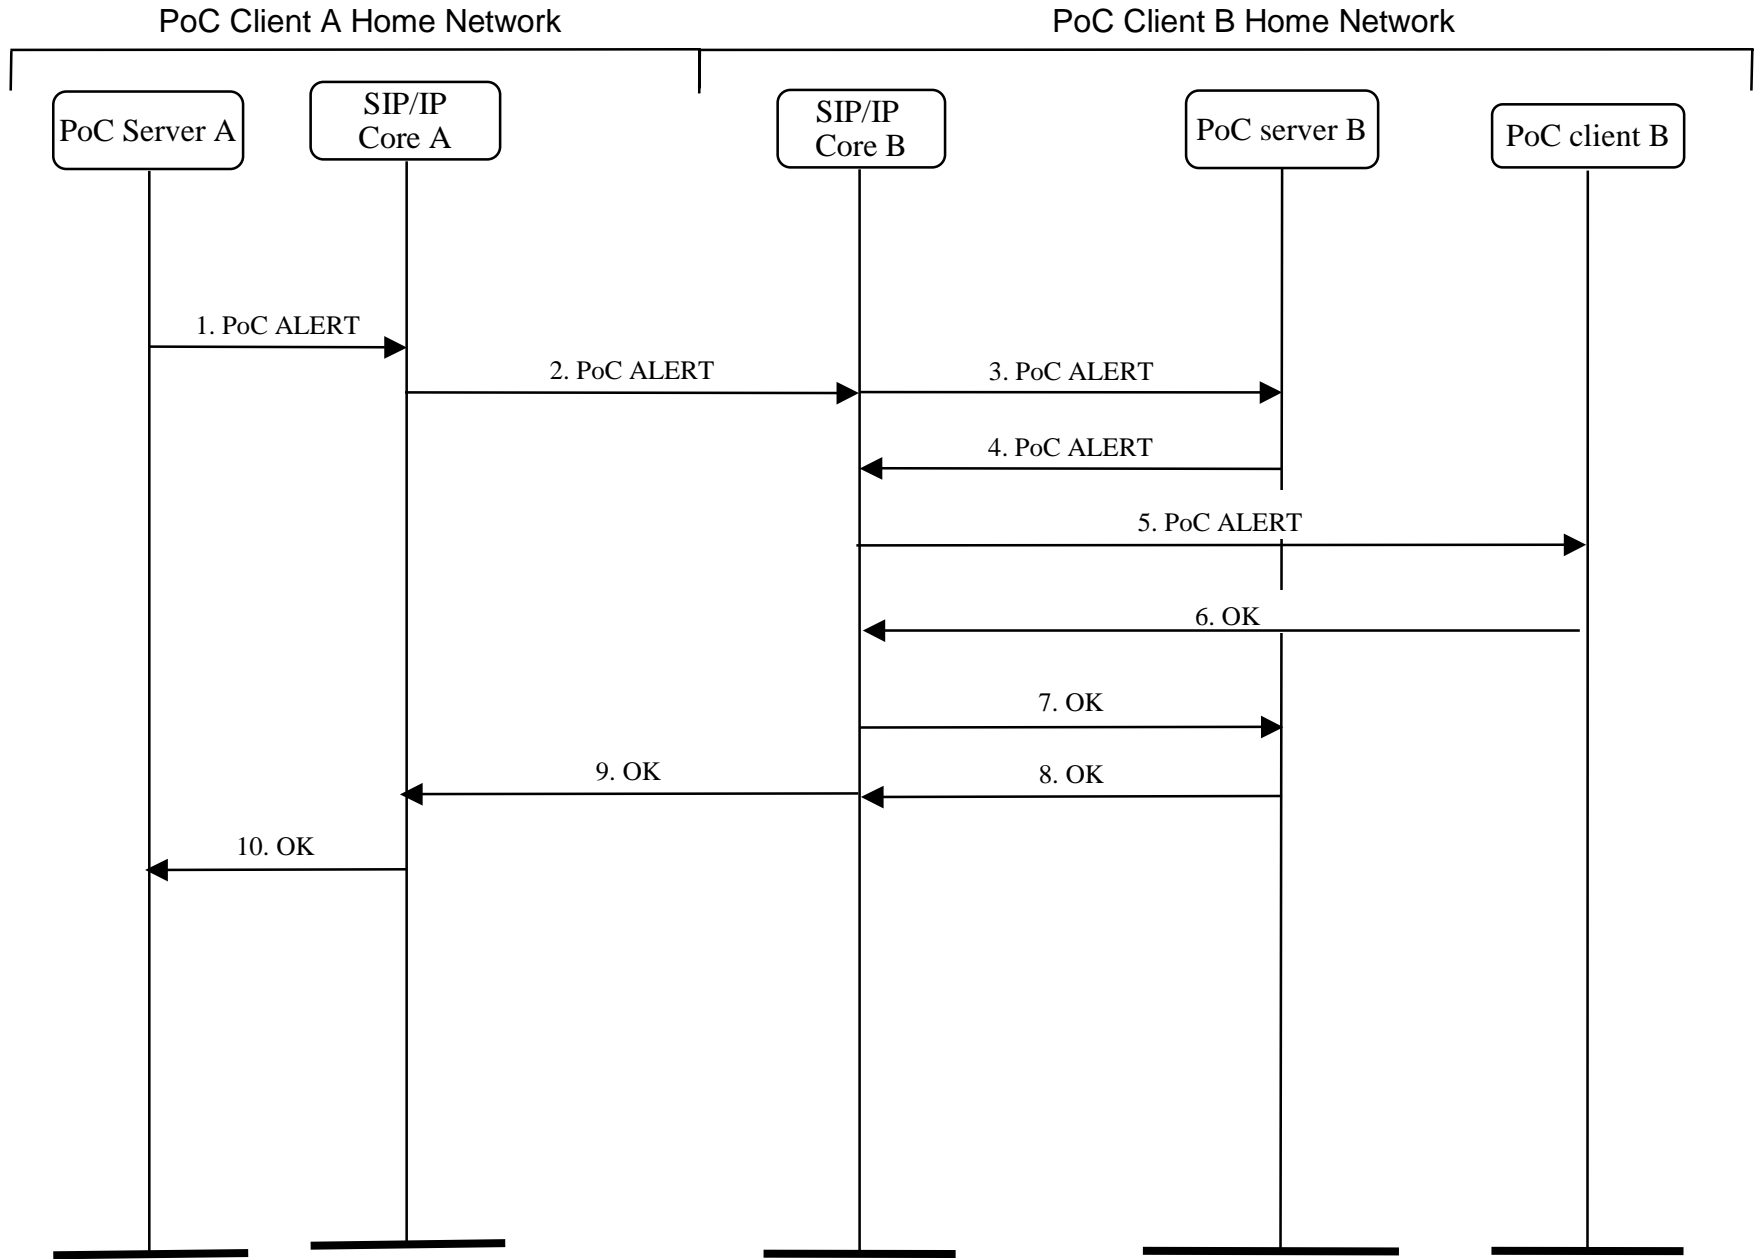 PoC Client A Home Network
PoC Client B Home Network
PoC Server A
SIP/IP
Core A
SIP/IP
Core B
PoC server B
PoC client B
1. PoC ALERT
2. PoC ALERT
3. PoC ALERT
4. PoC ALERT
5. PoC ALERT
6. OK
7. OK
9. OK
8. OK
10. OK